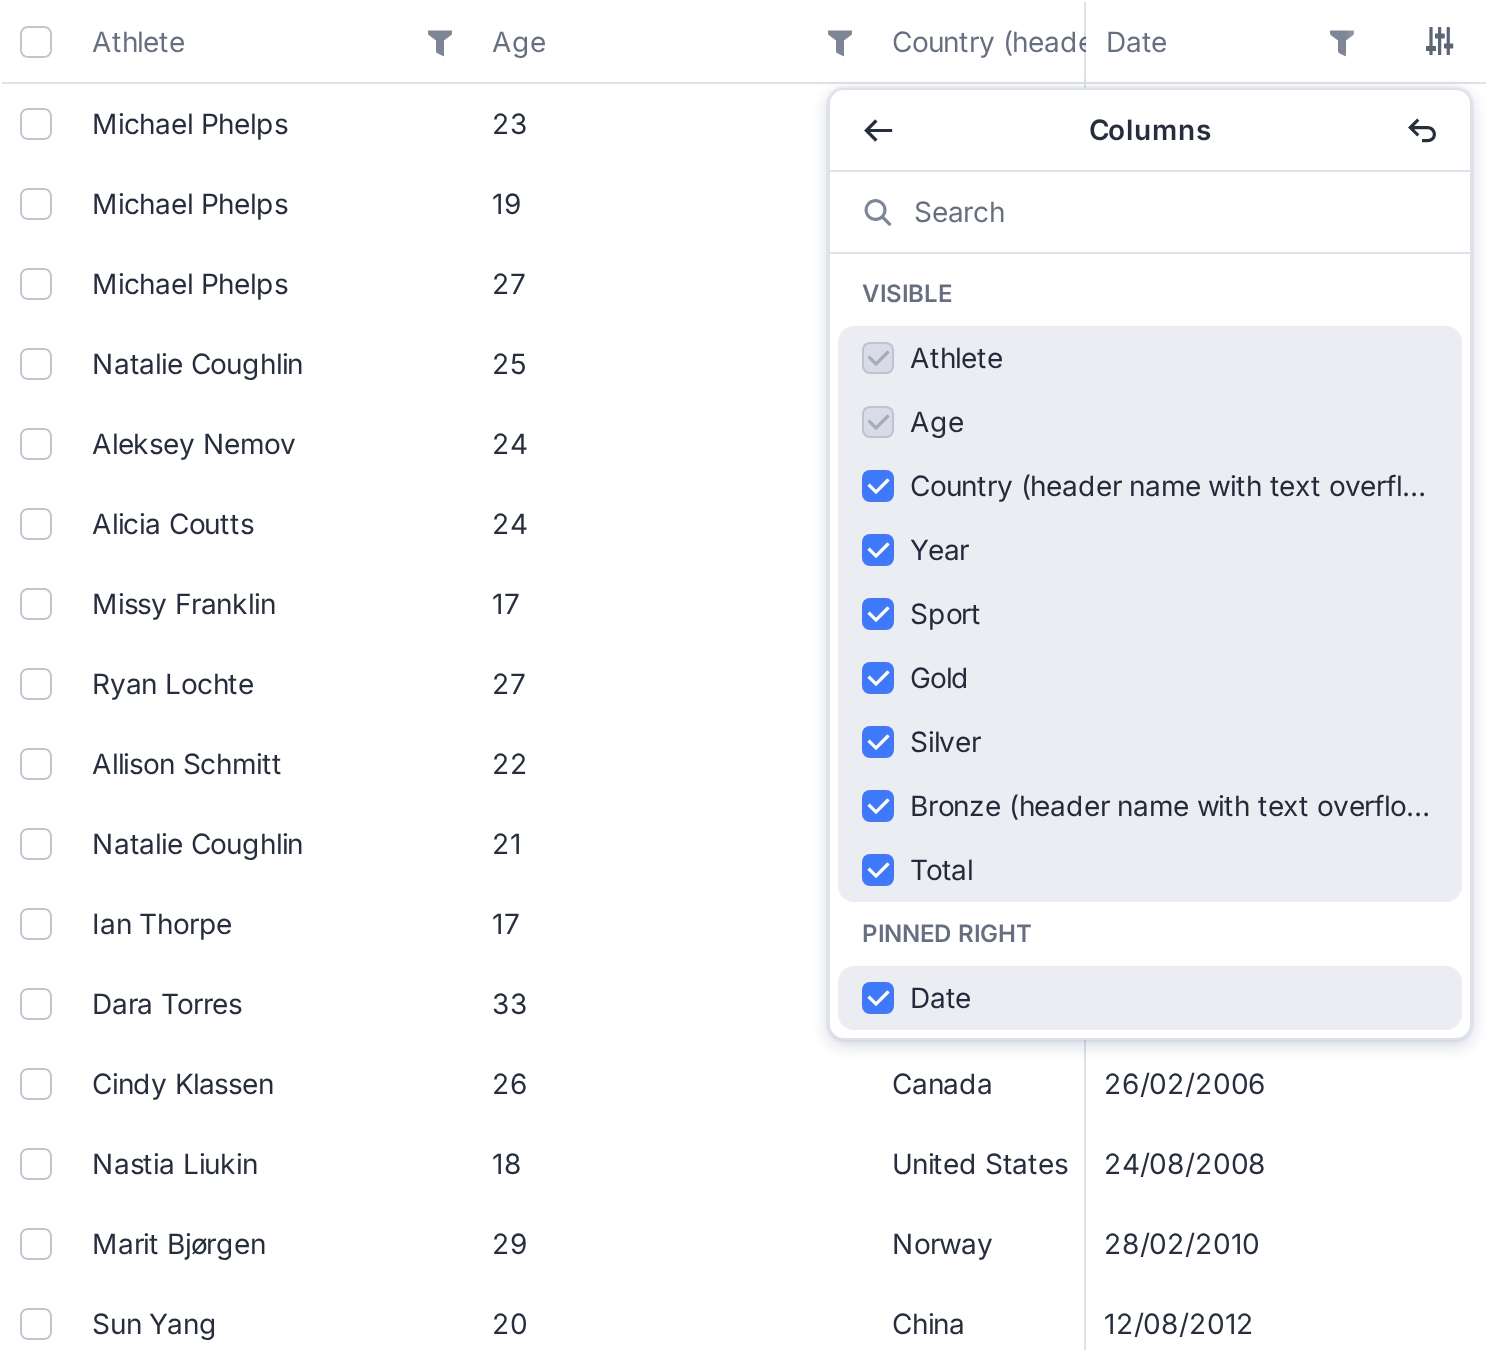 Athlete Age Country (heade Date
Michael Phelps 23
Columns
Michael Phelps 19
Search
Michael Phelps 27
VISIBLE
Natalie Coughlin 25
Athlete
Aleksey Nemov 24
Age
Country (header name with text overfl...
Alicia Coutts 24
Year
Missy Franklin 17
Sport
Ryan Lochte 27
Gold
Allison Schmitt 22
Silver
Natalie Coughlin 21
Bronze (header name with text overflo...
Total
Ian Thorpe 17
PINNED RIGHT
Dara Torres 33
Date
Cindy Klassen 26 Canada 26/02/2006
Nastia Liukin 18 United States 24/08/2008
Marit Bjørgen 29 Norway 28/02/2010
Sun Yang 20 China 12/08/2012